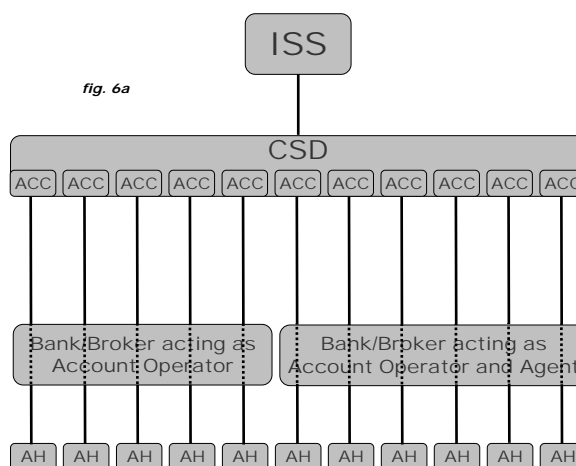 ISS
fig. 6a
CSD
ACC ACC ACC ACC ACC ACC ACC ACC ACC ACC ACC
Bank/Broker acting as
Account Operator
Bank/Broker acting as
Account Operator and Agent
AH AH AH AH AH AH AH AH AH AH AH